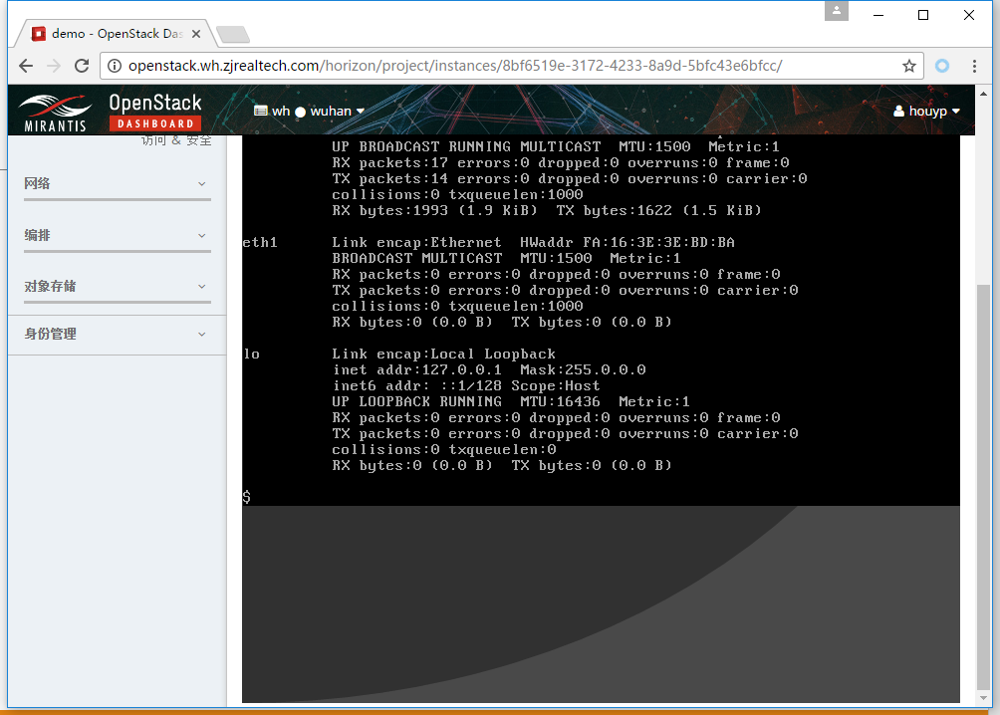 demo - OpenStack Das
openstack.wh.zjrealtech.com/horizon/project/instances/8bf6519e-3172-4233-8a9d-5bfc43e6bfcc/
MIRANTIS
OpenStack
DASHBOARD
wh wuhan
houyp
访问 & 安全
网络
编排
对象存储
身份管理
UP BROADCAST RUNNING MULTICAST  MTU:1500  Metric:1
RX packets:17 errors:0 dropped:0 overruns:0 frame:0
TX packets:14 errors:0 dropped:0 overruns:0 carrier:0
collisions:0 txqueuelen:1000
RX bytes:1993 (1.9 KiB)  TX bytes:1622 (1.5 KiB)
eth1      Link encap:Ethernet  HWaddr FA:16:3E:3E:BD:BA
BROADCAST MULTICAST  MTU:1500  Metric:1
RX packets:0 errors:0 dropped:0 overruns:0 frame:0
TX packets:0 errors:0 dropped:0 overruns:0 carrier:0
collisions:0 txqueuelen:1000
RX bytes:0 (0.0 B)  TX bytes:0 (0.0 B)
lo        Link encap:Local Loopback
inet addr:127.0.0.1  Mask:255.0.0.0
inet6 addr: ::1/128 Scope:Host
UP LOOPBACK RUNNING  MTU:16436  Metric:1
RX packets:0 errors:0 dropped:0 overruns:0 frame:0
TX packets:0 errors:0 dropped:0 overruns:0 carrier:0
collisions:0 txqueuelen:0
RX bytes:0 (0.0 B)  TX bytes:0 (0.0 B)
$